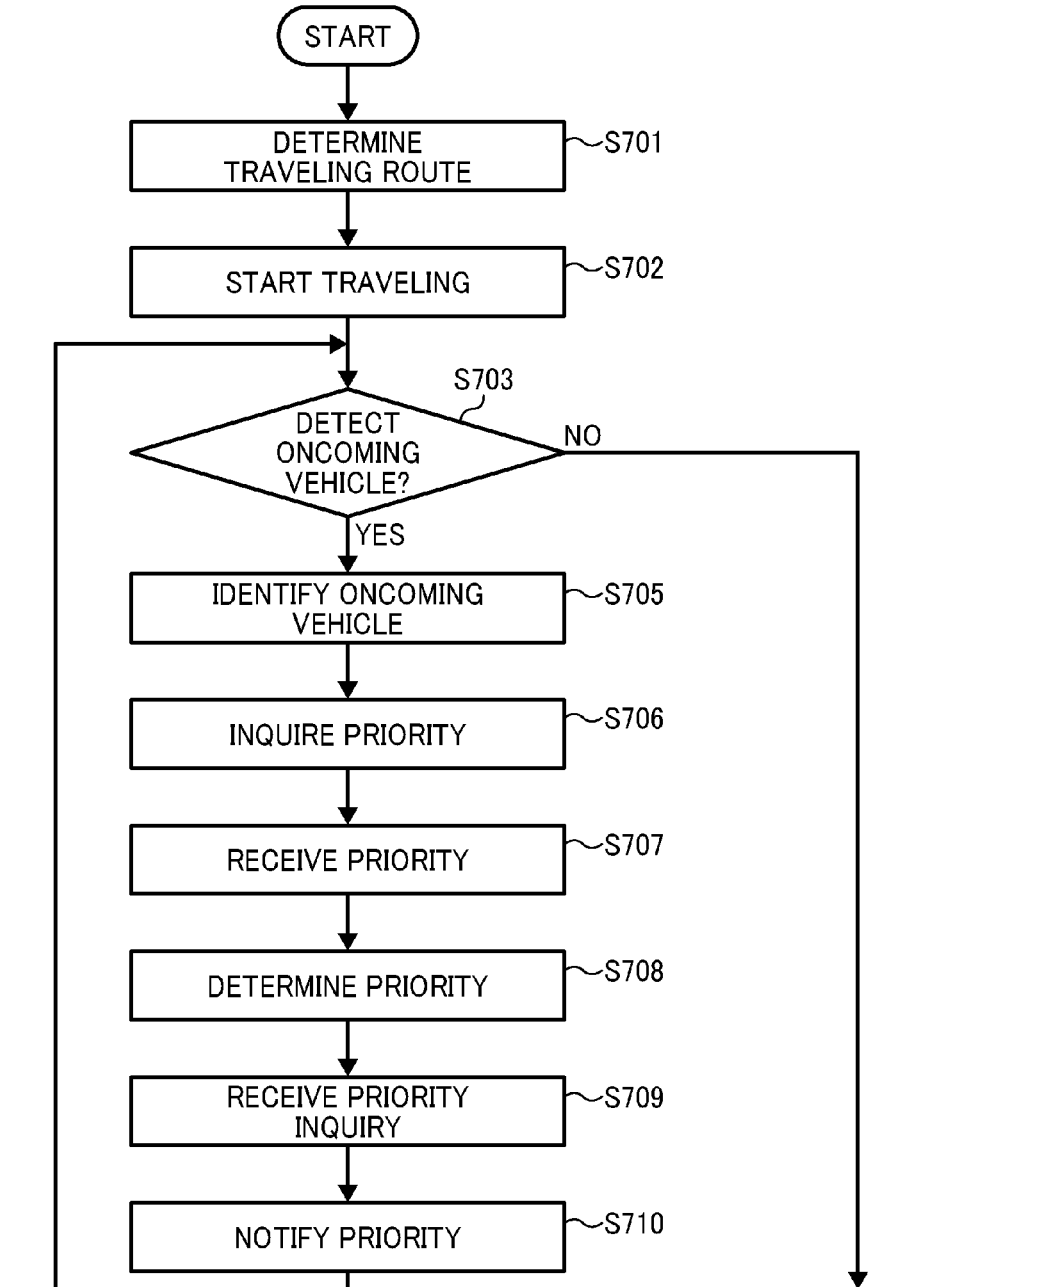 START
DETERMINE
TRAVELING ROUTE
S701
START TRAVELING
S702
S703
DETECT
ONCOMING
VEHICLE?
NO
YES
IDENTIFY ONCOMING
VEHICLE
S705
INQUIRE PRIORITY
S706
RECEIVE PRIORITY
S707
DETERMINE PRIORITY
S708
RECEIVE PRIORITY
INQUIRY
S709
NOTIFY PRIORITY
S710